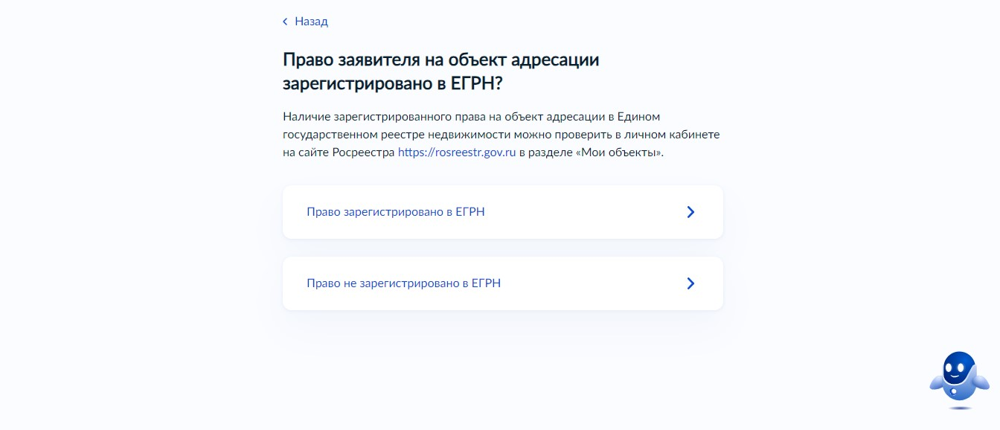 Назад
Право заявителя на объект адресации
зарегистрировано в ЕГРН?
Наличие зарегистрированного права на объект адресации в Едином
государственном реестре недвижимости можно проверить в личном кабинете
на сайте Росреестра https://rosreestr.gov.ru в разделе «Мои объекты».
Право зарегистрировано в ЕГРН
Право не зарегистрировано в ЕГРН